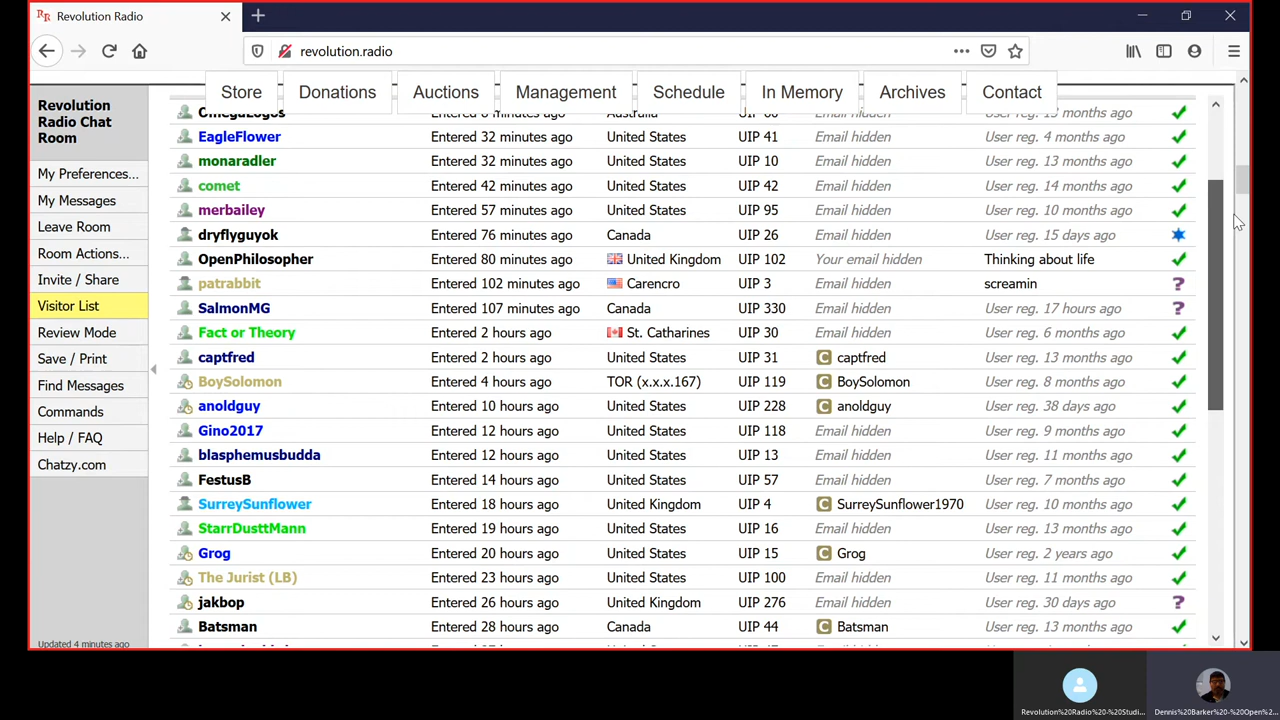 Revolution Radio
revolution.radio
Store Donations Auctions Management Schedule In Memory Archives Contact
Revolution Radio Chat Room
My Preferences...
My Messages
Leave Room
Room Actions...
Invite / Share
Visitor List
Review Mode
Save / Print
Find Messages
Commands
Help / FAQ
Chatzy.com
Updated 4 minutes ago
OmegaLogos Australia Email hidden
EagleFlower Entered 32 minutes ago United States UIP 41 Email hidden User reg. 4 months ago
monaradler Entered 32 minutes ago United States UIP 10 Email hidden User reg. 13 months ago
comet Entered 42 minutes ago United States UIP 42 Email hidden User reg. 14 months ago
merbailey Entered 57 minutes ago United States UIP 95 Email hidden User reg. 10 months ago
dryflyguyok Entered 76 minutes ago Canada UIP 26 Email hidden User reg. 15 days ago
OpenPhilosopher Entered 80 minutes ago United Kingdom UIP 102 Your email hidden Thinking about life
patrabbit Entered 102 minutes ago Carencro UIP 3 Email hidden screamin ?
SalmonMG Entered 107 minutes ago Canada UIP 330 Email hidden User reg. 17 hours ago ?
Fact or Theory Entered 2 hours ago St. Catharines UIP 30 Email hidden User reg. 6 months ago
captfred Entered 2 hours ago United States UIP 31 C captfred User reg. 13 months ago
BoySolomon Entered 4 hours ago TOR (x.x.x.167) UIP 119 C BoySolomon User reg. 8 months ago
anoldguy Entered 10 hours ago United States UIP 228 C anoldguy User reg. 38 days ago
Gino2017 Entered 12 hours ago United States UIP 118 Email hidden User reg. 9 months ago
blasphemusbudda Entered 12 hours ago United States UIP 13 Email hidden User reg. 11 months ago
FestusB Entered 14 hours ago United States UIP 57 Email hidden User reg. 7 months ago
SurreySunflower Entered 18 hours ago United Kingdom UIP 4 C SurreySunflower1970 User reg. 10 months ago
StarrDusttMann Entered 19 hours ago United States UIP 16 Email hidden User reg. 13 months ago
Grog Entered 20 hours ago United States UIP 15 C Grog User reg. 2 years ago
The Jurist (LB) Entered 23 hours ago United States UIP 100 Email hidden User reg. 11 months ago
jakbop Entered 26 hours ago United Kingdom UIP 276 Email hidden User reg. 30 days ago ?
Batsman Entered 28 hours ago Canada UIP 44 C Batsman User reg. 13 months ago
Revolution%20Radio%20-%20Studi...
Dennis%20Barker%20-%20Open%2...